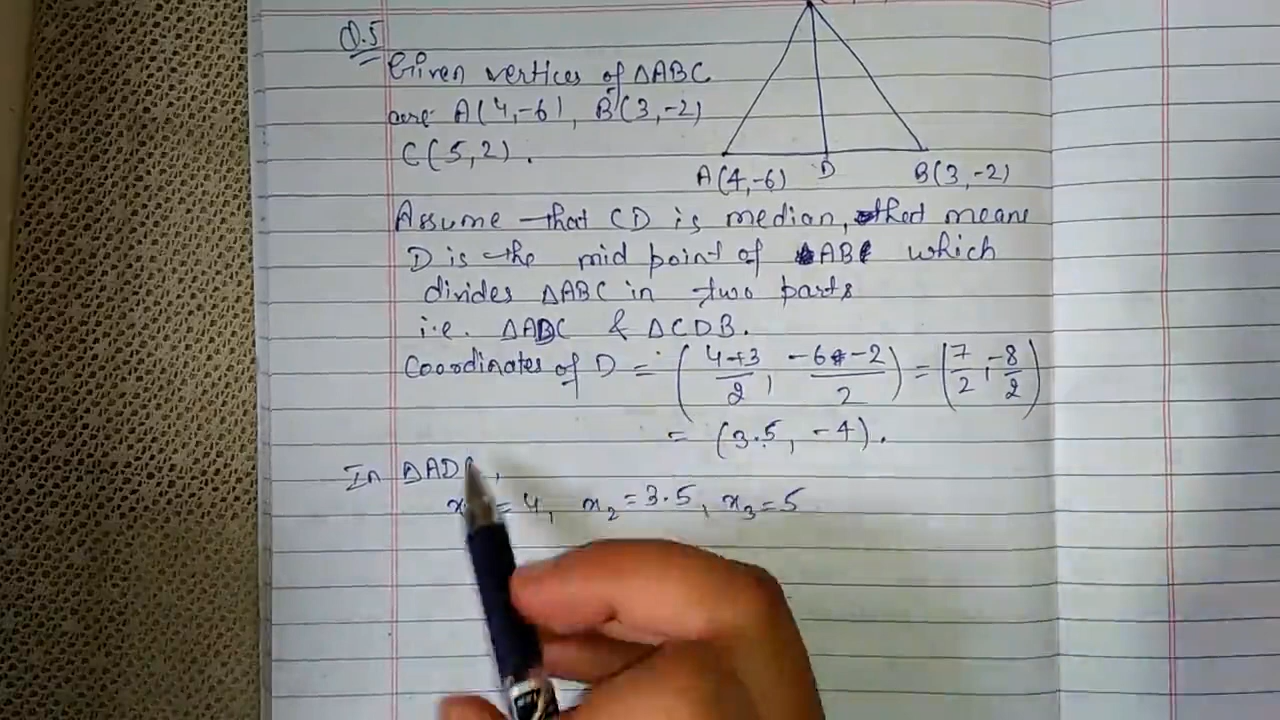 Q.5
Given vertices of ΔABC
are A(4,-6), B(3,-2)
C(5,2).
A(4,-6) D B(3,-2)
Assume that CD is median, that means
D is the mid point of AB which
divides ΔABC in two parts
i.e. ΔADC & ΔCDB.
Coordinates of D = (4+3/2, -6+-2/2) = (7/2, -8/2)
= (3.5, -4).
In ΔADC,
= 4, x₂ = 3.5, x₃ = 5